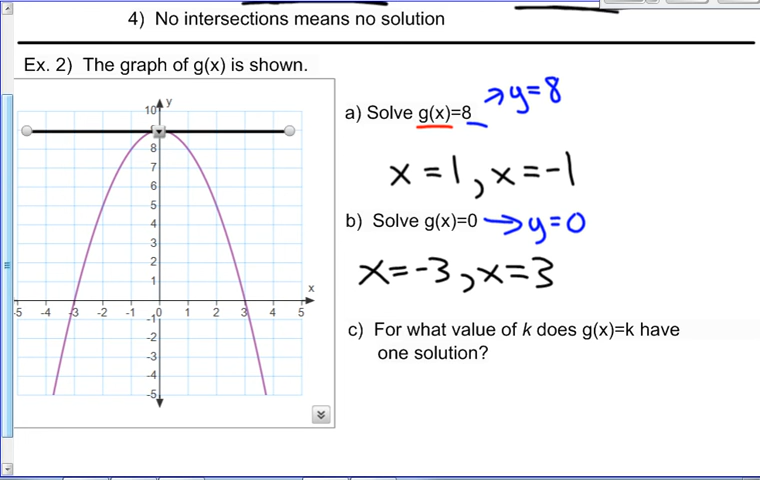 4) No intersections means no solution
Ex. 2) The graph of g(x) is shown.
a) Solve g(x)=8 → y=8
x = 1, x = -1
b) Solve g(x)=0 → y=0
x=-3, x=3
c) For what value of k does g(x)=k have
one solution?
y
10
8
7
6
5
4
3
2
1
x
-5 -4 -3 -2 -1 0 1 2 3 4 5
-1
-2
-3
-4
-5